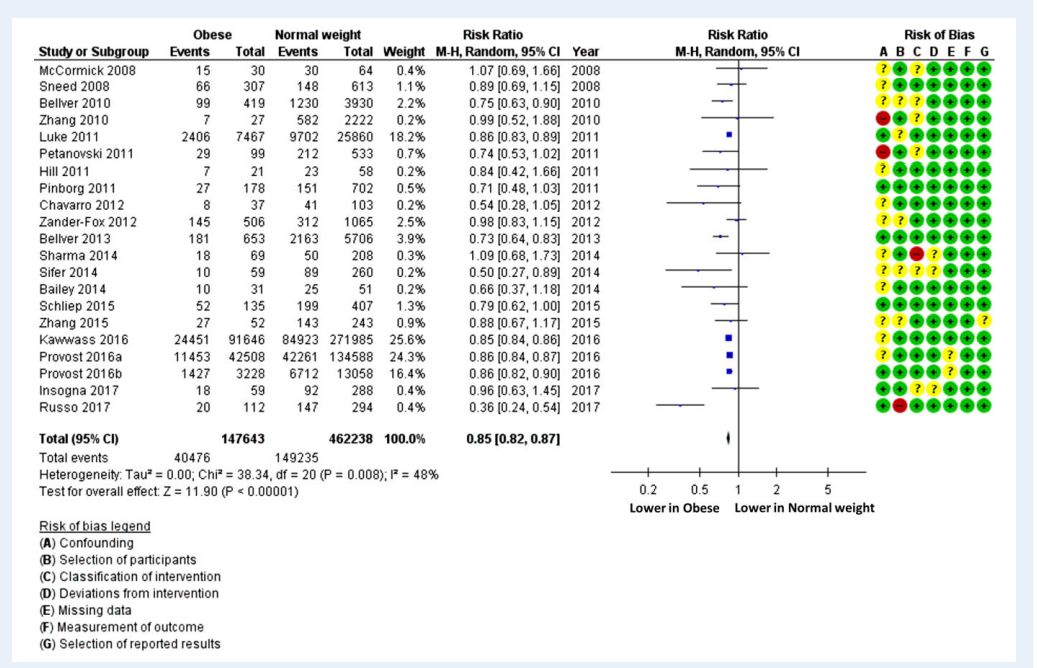 Obese Normal weight Risk Ratio Risk Ratio Risk of Bias
Study or Subgroup Events Total Events Total Weight M-H, Random, 95% CI Year M-H, Random, 95% CI A B C D E F G
McCormick 2008 15 30 30 64 0.4% 1.07 [0.69, 1.66] 2008 ? + ? + + + +
Sneed 2008 66 307 148 613 1.1% 0.89 [0.69, 1.15] 2008 ? + + + + + +
Bellver 2010 99 419 1230 3930 2.2% 0.75 [0.63, 0.90] 2010 ? ? ? + + + +
Zhang 2010 7 27 582 2222 0.2% 0.99 [0.52, 1.88] 2010 - + ? + + + +
Luke 2011 2406 7467 9702 25860 18.2% 0.86 [0.83, 0.89] 2011 + ? + + + + +
Petanovski 2011 29 99 212 533 0.7% 0.74 [0.53, 1.02] 2011 - + ? + + + +
Hill 2011 7 21 23 58 0.2% 0.84 [0.42, 1.66] 2011 ? + + + + + +
Pinborg 2011 27 178 151 702 0.5% 0.71 [0.48, 1.03] 2011 + + + + + + +
Chavarro 2012 8 37 41 103 0.2% 0.54 [0.28, 1.05] 2012 ? + + + + + +
Zander-Fox 2012 145 506 312 1065 2.5% 0.98 [0.83, 1.15] 2012 ? ? + + + + +
Bellver 2013 181 653 2163 5706 3.9% 0.73 [0.64, 0.83] 2013 + + + + + + +
Sharma 2014 18 69 50 208 0.3% 1.09 [0.68, 1.73] 2014 ? + - ? + + +
Sifer 2014 10 59 89 260 0.2% 0.50 [0.27, 0.89] 2014 ? ? ? ? + + +
Bailey 2014 10 31 25 51 0.2% 0.66 [0.37, 1.18] 2014 ? + + + + + +
Schliep 2015 52 135 199 407 1.3% 0.79 [0.62, 1.00] 2015 + + + + + + +
Zhang 2015 27 52 143 243 0.9% 0.88 [0.67, 1.17] 2015 ? ? + + + + ?
Kawwass 2016 24451 91646 84923 271985 25.6% 0.85 [0.84, 0.86] 2016 ? + + + + + +
Provost 2016a 11453 42508 42261 134588 24.3% 0.86 [0.84, 0.87] 2016 ? + + + ? + +
Provost 2016b 1427 3228 6712 13058 16.4% 0.86 [0.82, 0.90] 2016 + + + + ? + +
Insogna 2017 18 59 92 288 0.4% 0.96 [0.63, 1.45] 2017 + + ? ? + + +
Russo 2017 20 112 147 294 0.4% 0.36 [0.24, 0.54] 2017 + - + + + + +
Total (95% CI) 147643 462238 100.0% 0.85 [0.82, 0.87]
Total events 40476 149235
Heterogeneity: Tau² = 0.00; Chi² = 38.34, df = 20 (P = 0.008); I² = 48%
Test for overall effect: Z = 11.90 (P < 0.00001)
0.2 0.5 1 2 5
Lower in Obese Lower in Normal weight
Risk of bias legend
(A) Confounding
(B) Selection of participants
(C) Classification of intervention
(D) Deviations from intervention
(E) Missing data
(F) Measurement of outcome
(G) Selection of reported results